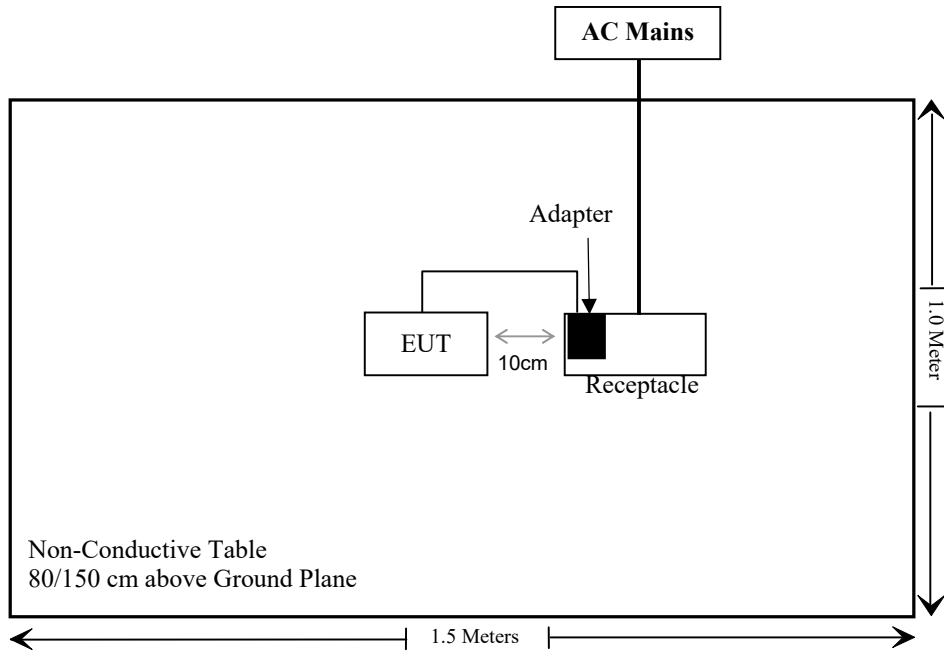 AC Mains
Adapter
EUT
10cm
Receptacle
1.0 Meter
Non-Conductive Table
80/150 cm above Ground Plane
1.5 Meters